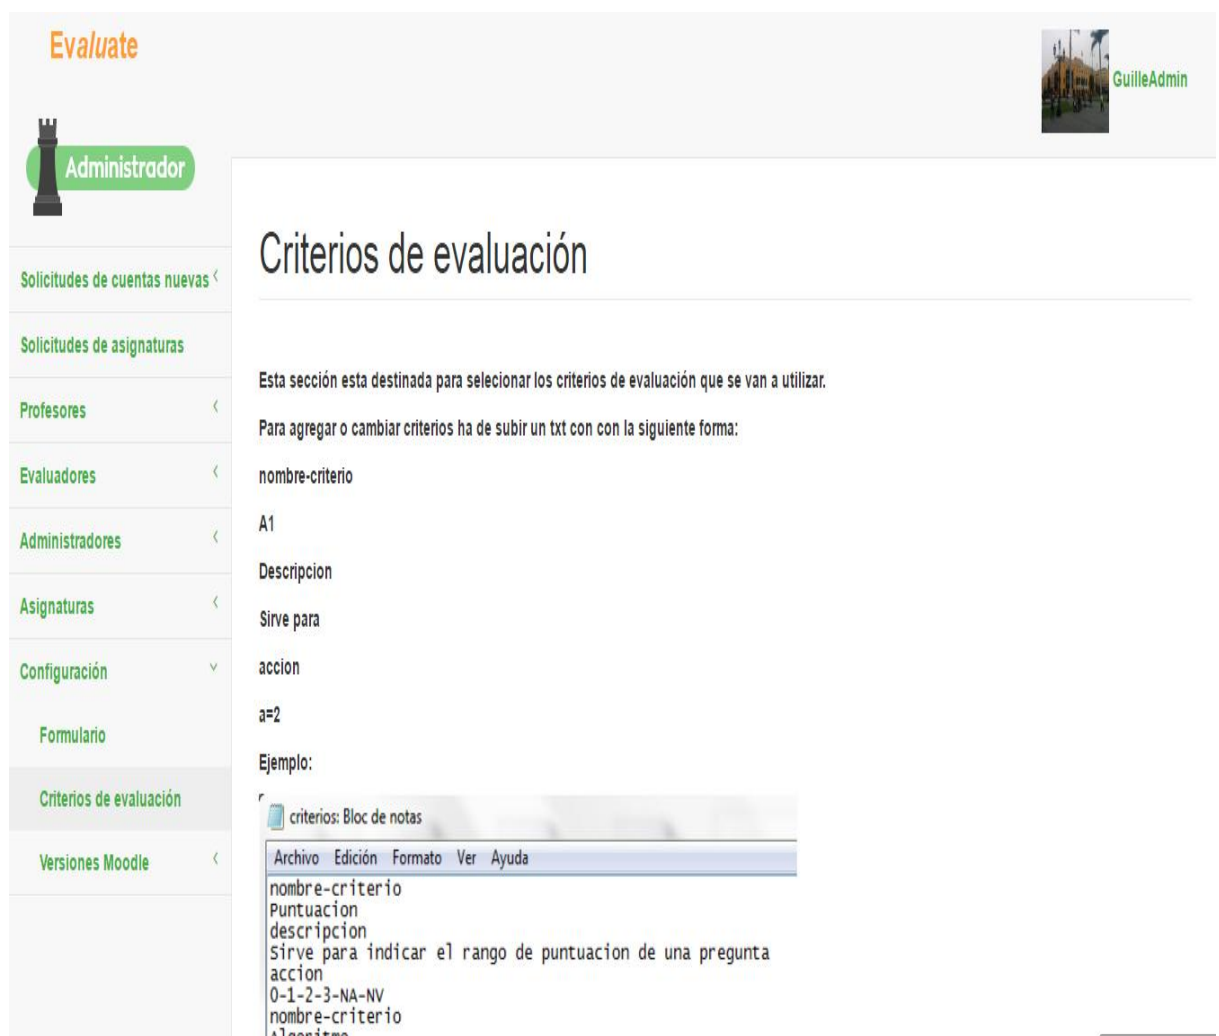 Evaluate
GuilleAdmin
Administrador
Solicitudes de cuentas nuevas
Solicitudes de asignaturas
Profesores
Evaluadores
Administradores
Asignaturas
Configuración
Formulario
Criterios de evaluación
Versiones Moodle
Criterios de evaluación
Esta sección esta destinada para selecionar los criterios de evaluación que se van a utilizar.
Para agregar o cambiar criterios ha de subir un txt con con la siguiente forma:
nombre-criterio
A1
Descripcion
Sirve para
accion
a=2
Ejemplo:
criterios: Bloc de notas
Archivo Edición Formato Ver Ayuda
nombre-criterio
Puntuacion
descripcion
Sirve para indicar el rango de puntuacion de una pregunta
accion
0-1-2-3-NA-NV
nombre-criterio